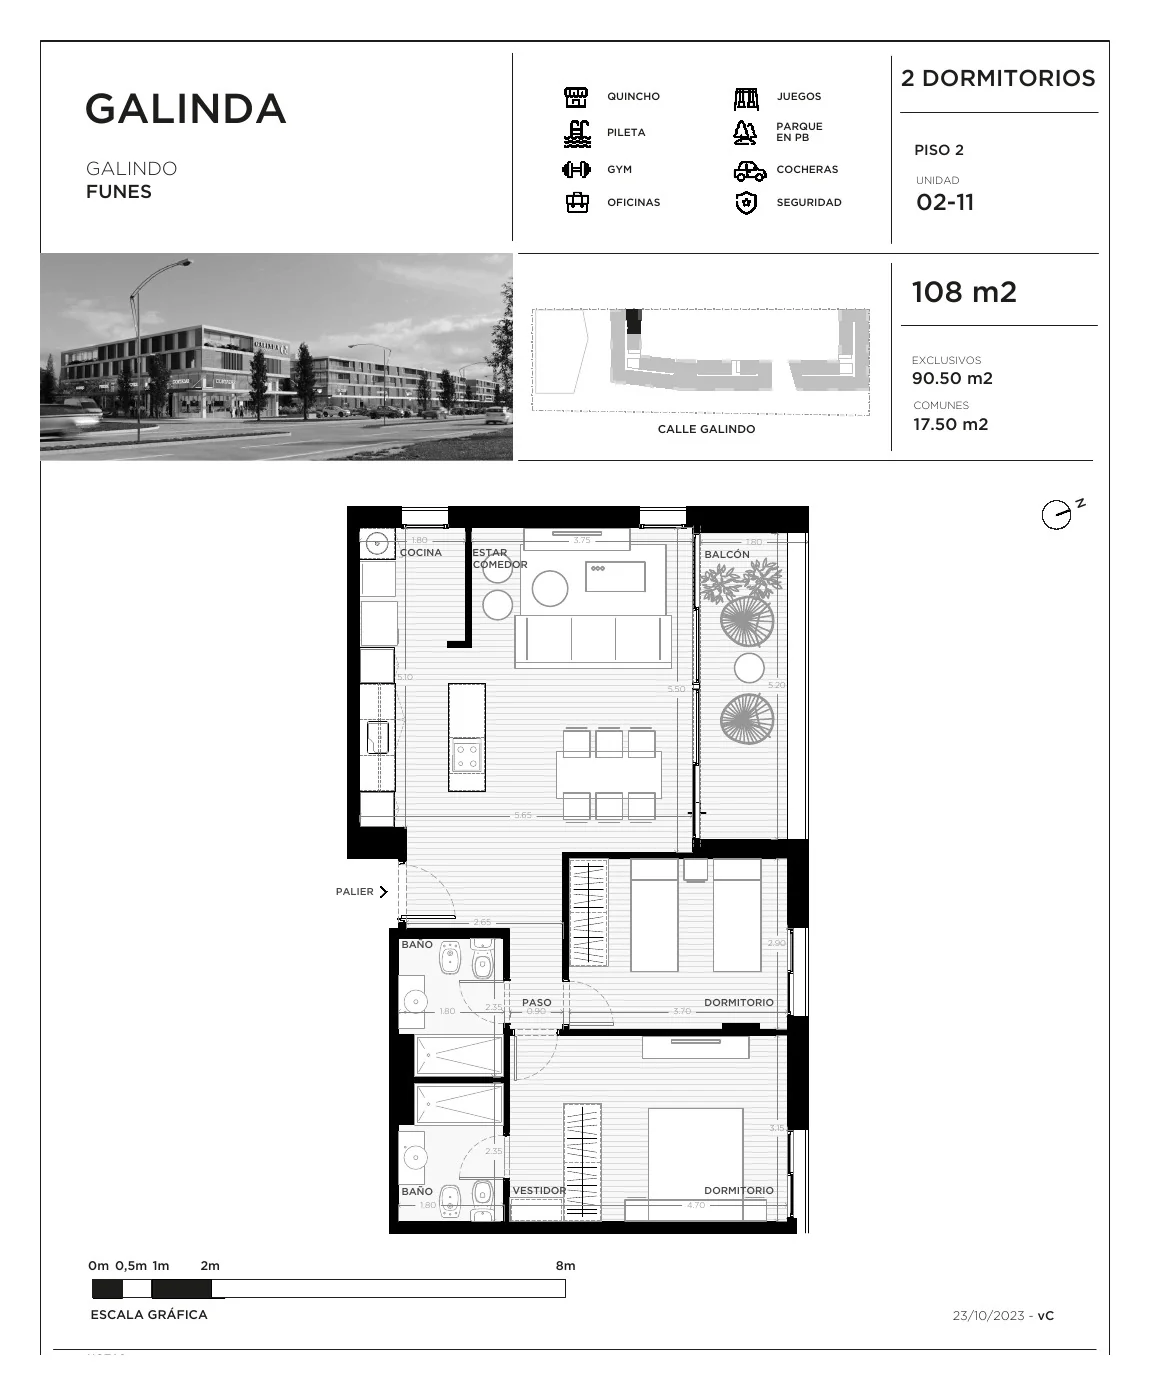 GALINDA
GALINDO
FUNES
QUINCHO
PILETA
GYM
OFICINAS
JUEGOS
PARQUE
EN PB
COCHERAS
SEGURIDAD
2 DORMITORIOS
PISO 2
UNIDAD
02-11
CALLE GALINDO
108 m2
EXCLUSIVOS
90.50 m2
COMUNES
17.50 m2
N
1.80
3.75
1.80
COCINA
ESTAR
COMEDOR
BALCÓN
5.10
5.50
5.20
5.65
PALIER
2.65
BAÑO
2.90
2.35
PASO
DORMITORIO
1.80
0.90
3.70
3.15
2.35
BAÑO
VESTIDOR
DORMITORIO
1.80
4.70
0m 0,5m 1m 2m 8m
ESCALA GRÁFICA
23/10/2023 - vC